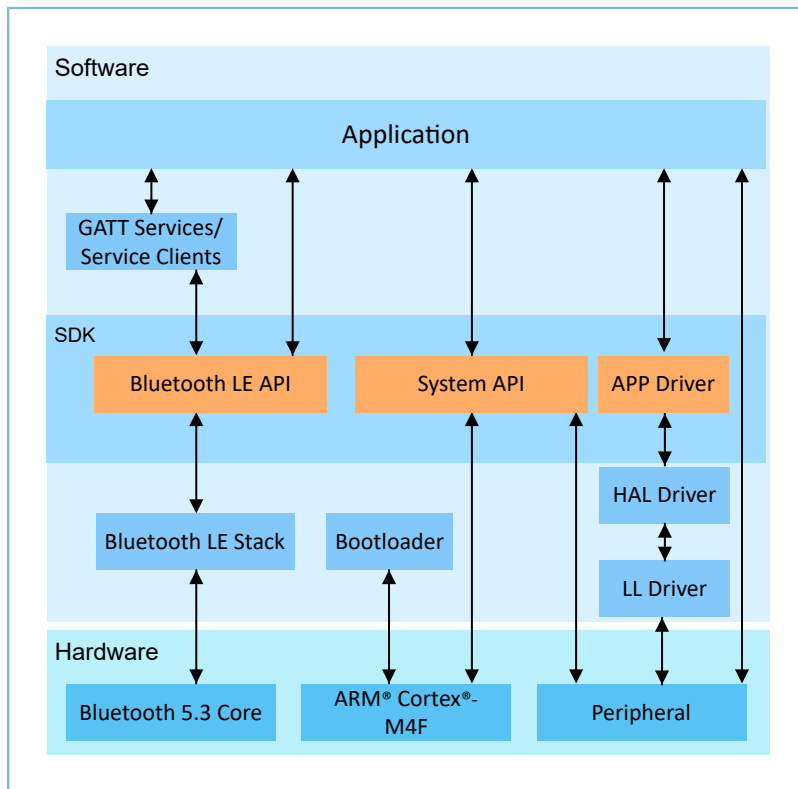 Software
Application
GATT Services/
Service Clients
SDK
Bluetooth LE API
System API
APP Driver
HAL Driver
Bluetooth LE Stack
Bootloader
LL Driver
Hardware
Bluetooth 5.3 Core
ARM® Cortex®-
M4F
Peripheral